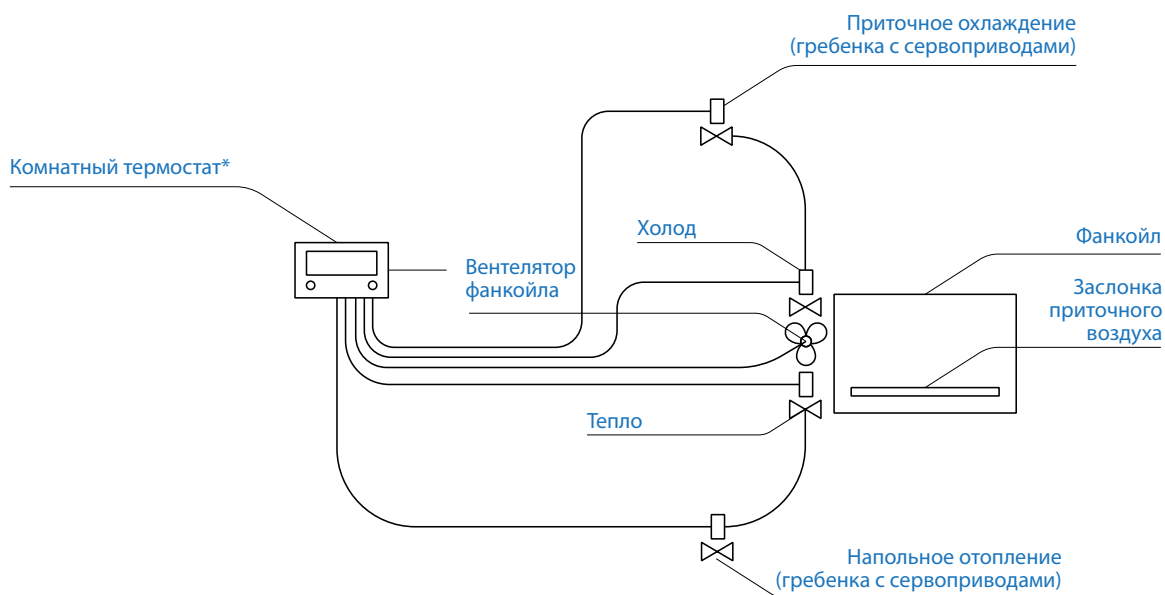 Приточное охлаждение
(гребенка с сервоприводами)
Комнатный термостат*
Холод
Фанкойл
Вентелятор
фанкойла
Заслонка
приточного
воздуха
Тепло
Напольное отопление
(гребенка с сервоприводами)